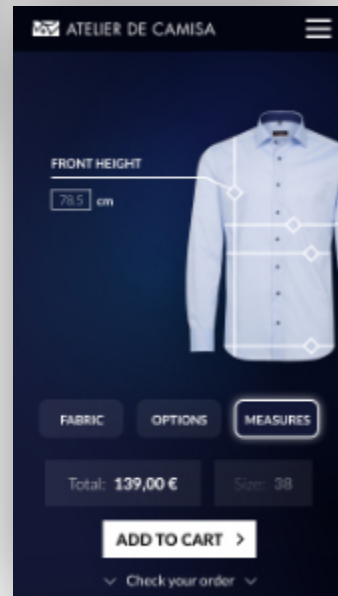 ATELIER DE CAMISA
FRONT HEIGHT
78.5 cm
FABRIC OPTIONS MEASURES
Total: 139,00 € Size: 38
ADD TO CART >
Check your order